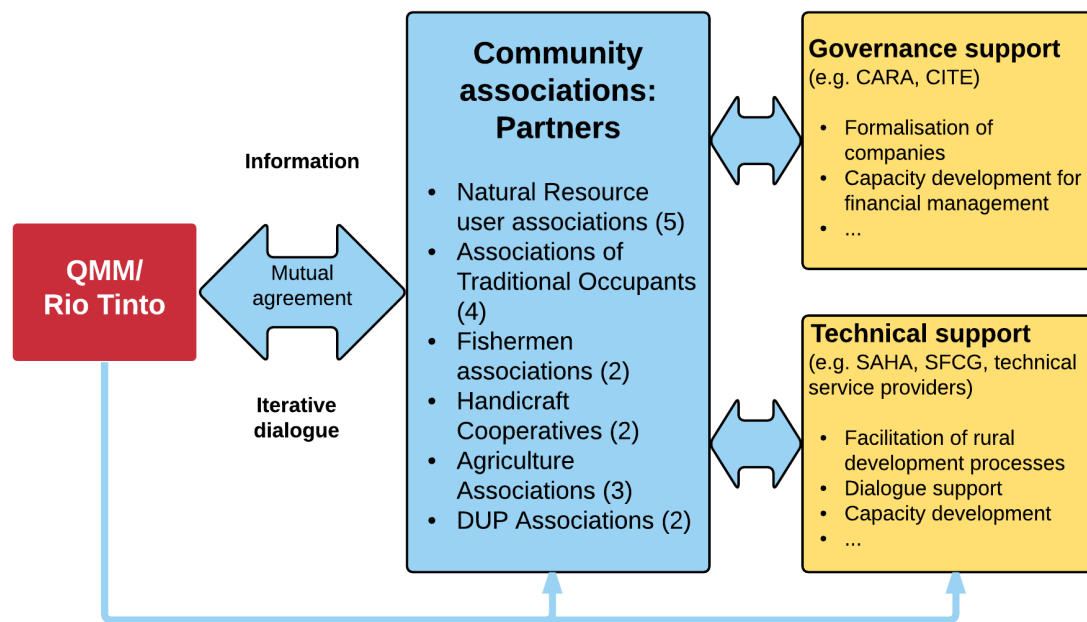 QMM/
Rio Tinto
Information
Mutual
agreement
Iterative
dialogue
Community
associations:
Partners
• Natural Resource
user associations (5)
• Associations of
Traditional Occupants
(4)
• Fishermen
associations (2)
• Handicraft
Cooperatives (2)
• Agriculture
Associations (3)
• DUP Associations (2)
Governance support
(e.g. CARA, CITE)
• Formalisation of
companies
• Capacity development for
financial management
• ...
Technical support
(e.g. SAHA, SFCG, technical
service providers)
• Facilitation of rural
development processes
• Dialogue support
• Capacity development
• ...